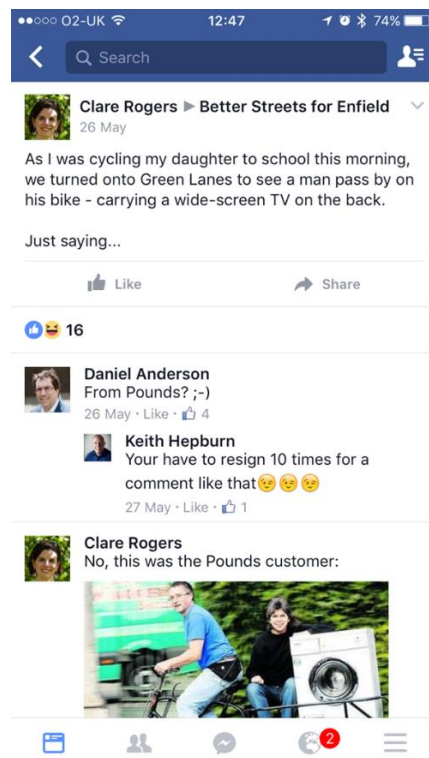 O2-UK 12:47 74%
Search
Clare Rogers ▶ Better Streets for Enfield
26 May
As I was cycling my daughter to school this morning,
we turned onto Green Lanes to see a man pass by on
his bike - carrying a wide-screen TV on the back.
Just saying...
Like Share
16
Daniel Anderson
From Pounds? ;-)
26 May · Like · 4
Keith Hepburn
Your have to resign 10 times for a
comment like that😉😉😉
27 May · Like · 1
Clare Rogers
No, this was the Pounds customer:
2